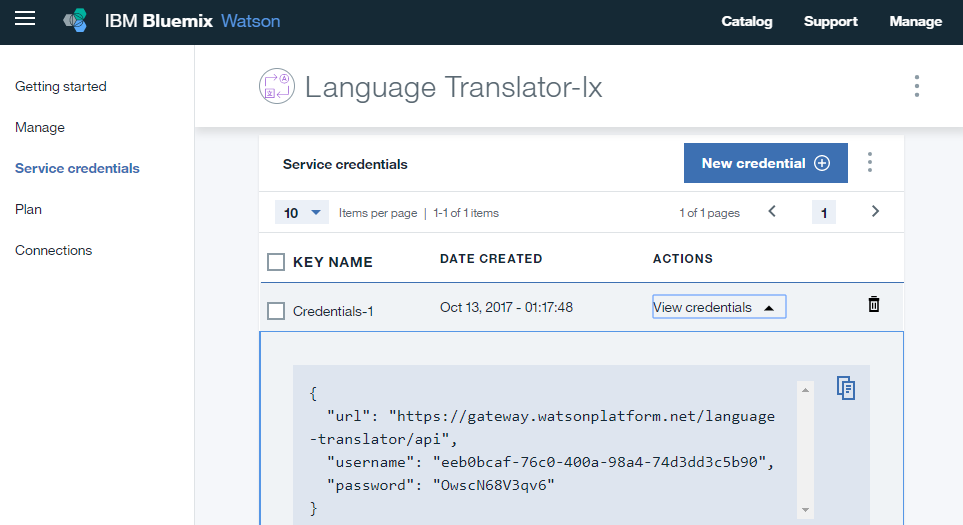 IBM Bluemix Watson
Catalog Support Manage
Getting started
Manage
Service credentials
Plan
Connections
Language Translator-lx
Service credentials
New credential
10 Items per page | 1-1 of 1 items
1 of 1 pages 1
KEY NAME DATE CREATED ACTIONS
Credentials-1 Oct 13, 2017 - 01:17:48 View credentials
{
"url": "https://gateway.watsonplatform.net/language
-translator/api",
"username": "eeb0bcaf-76c0-400a-98a4-74d3dd3c5b90",
"password": "OwscN68V3qv6"
}